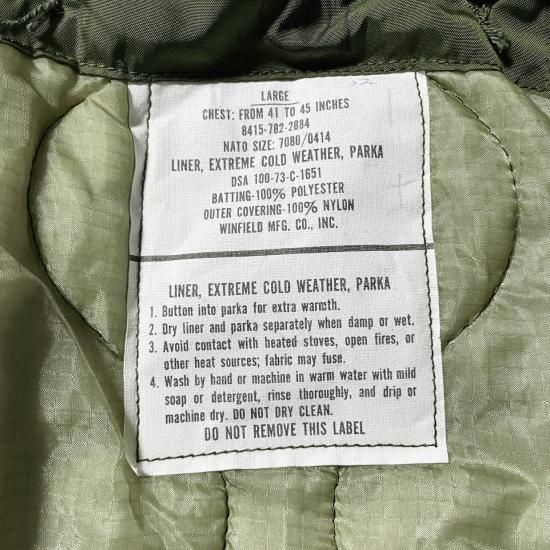 LARGE
CHEST: FROM 41 TO 45 INCHES
8415-782-2884
NATO SIZE: 7080/0414
LINER, EXTREME COLD WEATHER, PARKA
DSA 100-73-C-1651
BATTING-100% POLYESTER
OUTER COVERING-100% NYLON
WINFIELD MFG. CO., INC.
LINER, EXTREME COLD WEATHER, PARKA
1. Button into parka for extra warmth.
2. Dry liner and parka separately when damp or wet.
3. Avoid contact with heated stoves, open fires, or
other heat sources; fabric may fuse.
4. Wash by hand or machine in warm water with mild
soap or detergent, rinse thoroughly, and drip or
machine dry. DO NOT DRY CLEAN.
DO NOT REMOVE THIS LABEL